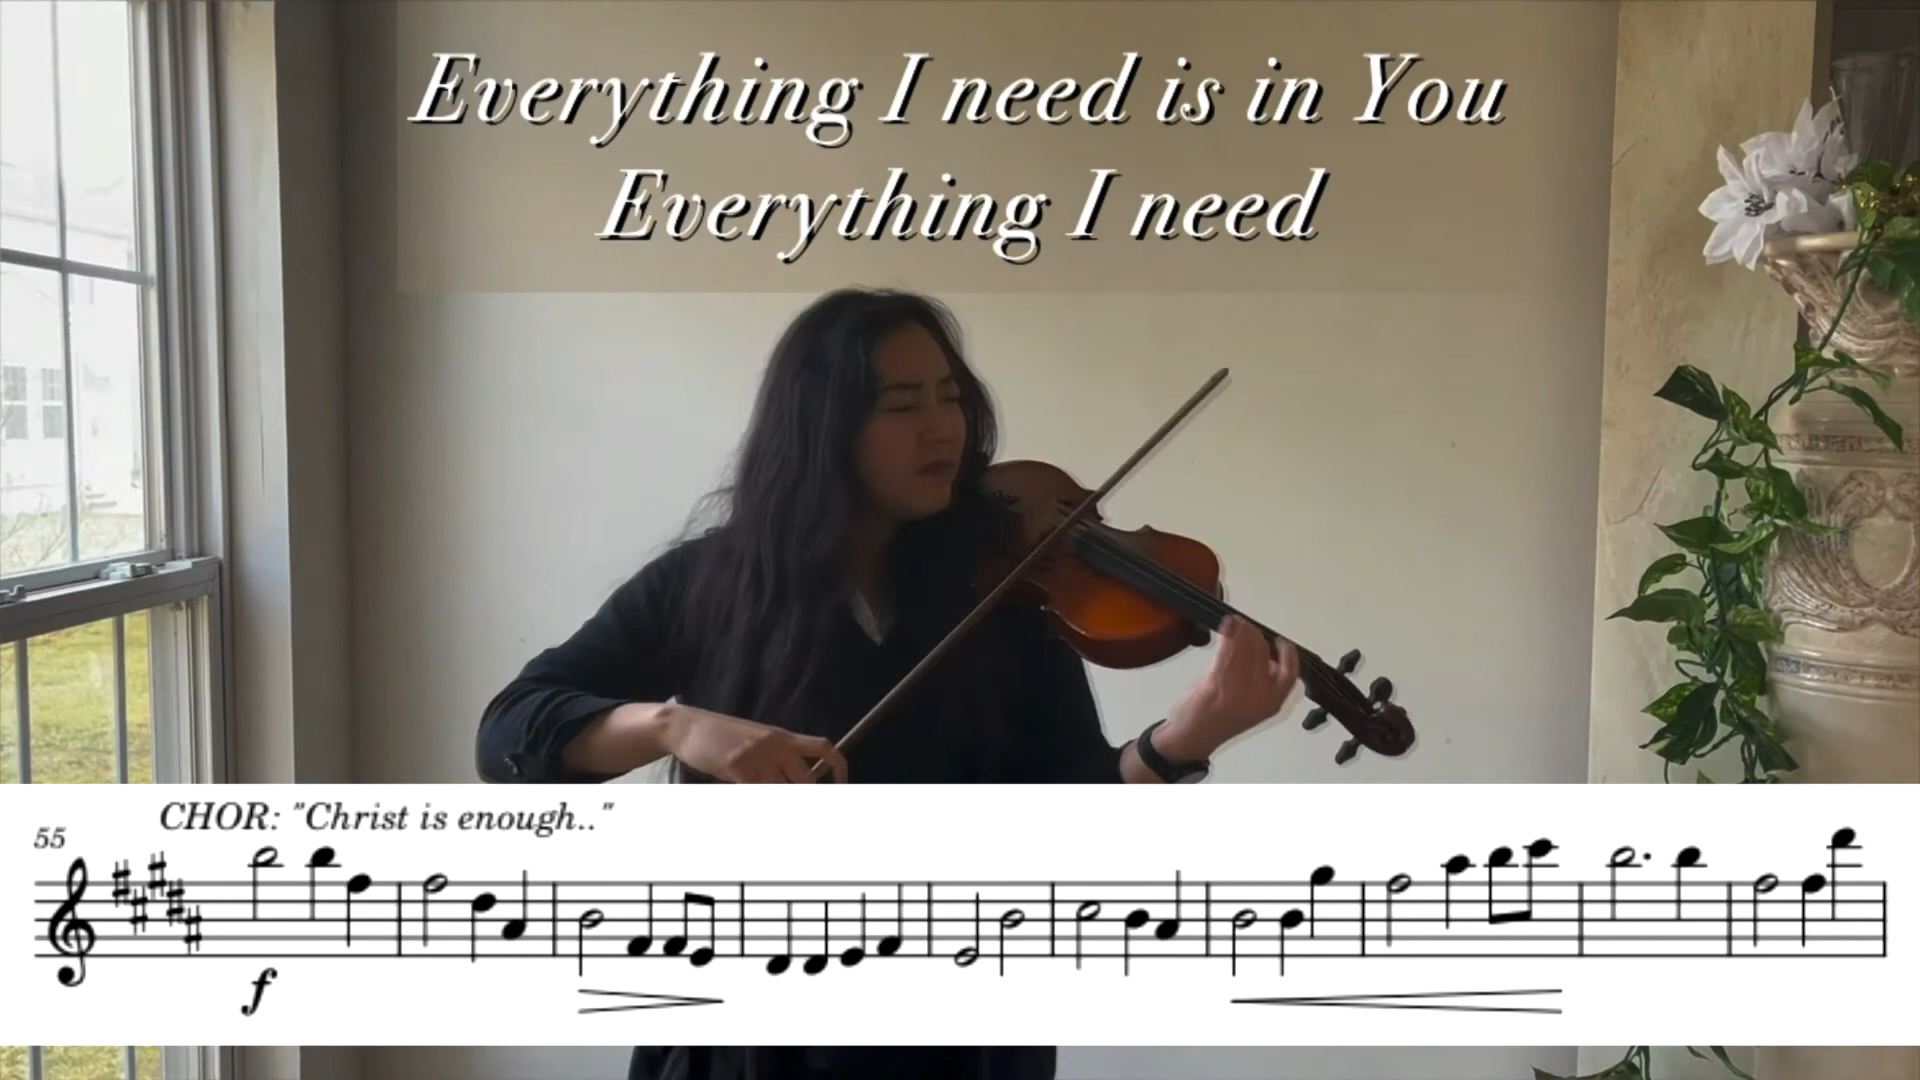 Everything I need is in You
Everything I need
CHOR: "Christ is enough.."
55
f